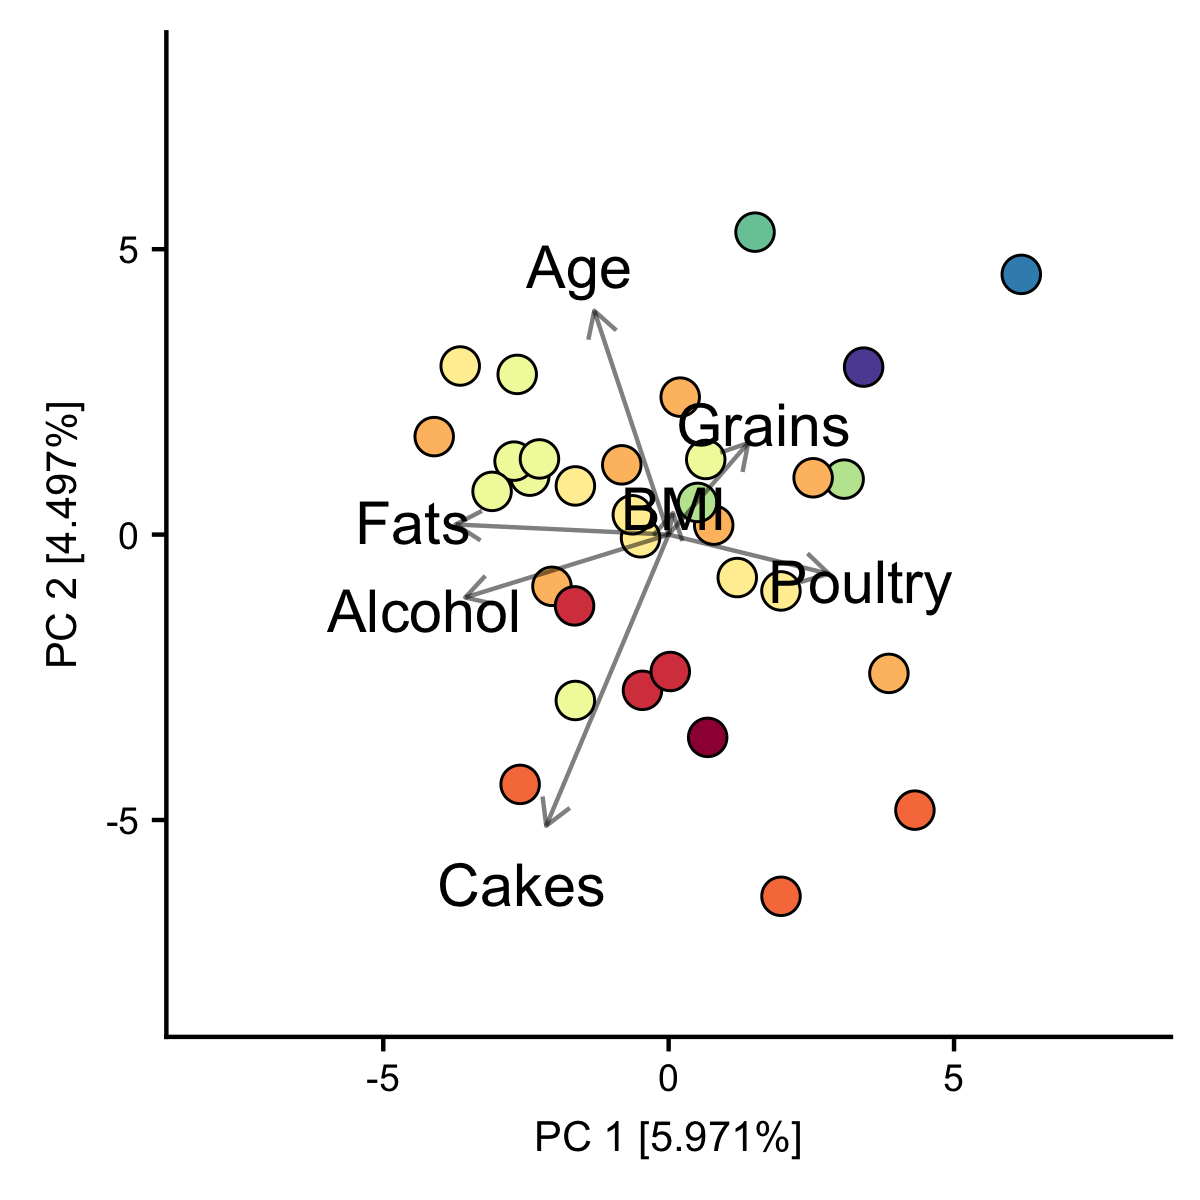 PC 2 [4.497%]
5
0
-5
Age
Grains
BMI
Fats
Poultry
Alcohol
Cakes
-5
0
5
PC 1 [5.971%]